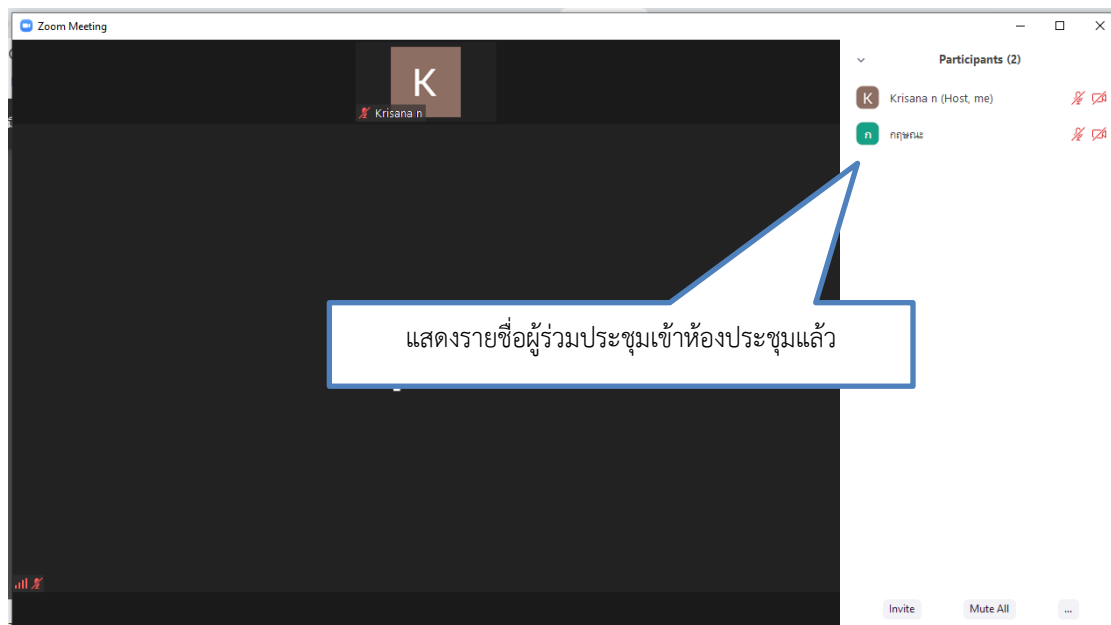 Zoom Meeting
K
Krisana n
Participants (2)
K Krisana n (Host, me)
ก กฤษณะ
แสดงรายชื่อผู้ร่วมประชุมเข้าห้องประชุมแล้ว
Invite Mute All ...